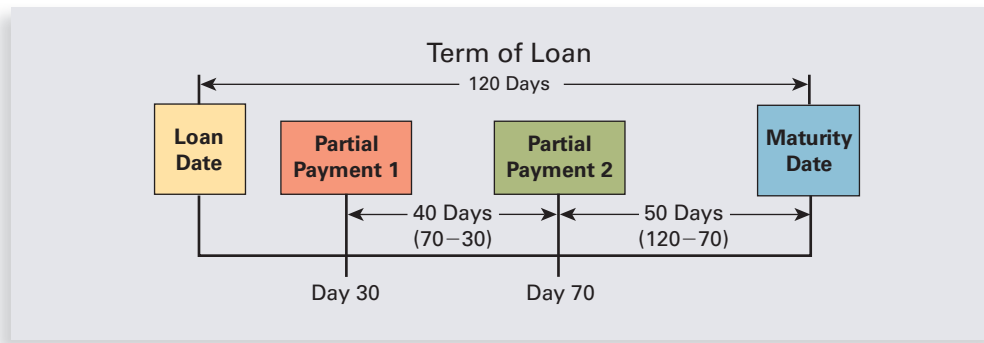 Term of Loan
120 Days
Loan
Date
Partial
Payment 1
Partial
Payment 2
Maturity
Date
40 Days
(70−30)
50 Days
(120−70)
Day 30
Day 70